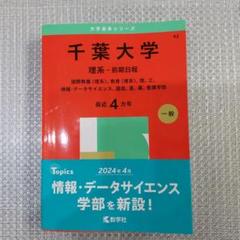 大学赤本シリーズ
43
千葉大学
理系-前期日程
国際教養〈理系〉、教育〈理系〉、理、工、
情報・データサイエンス、園芸、医、薬、看護学部
最近4カ年
一般
Topics
2024年4月
情報・データサイエンス
学部を新設!
教学社